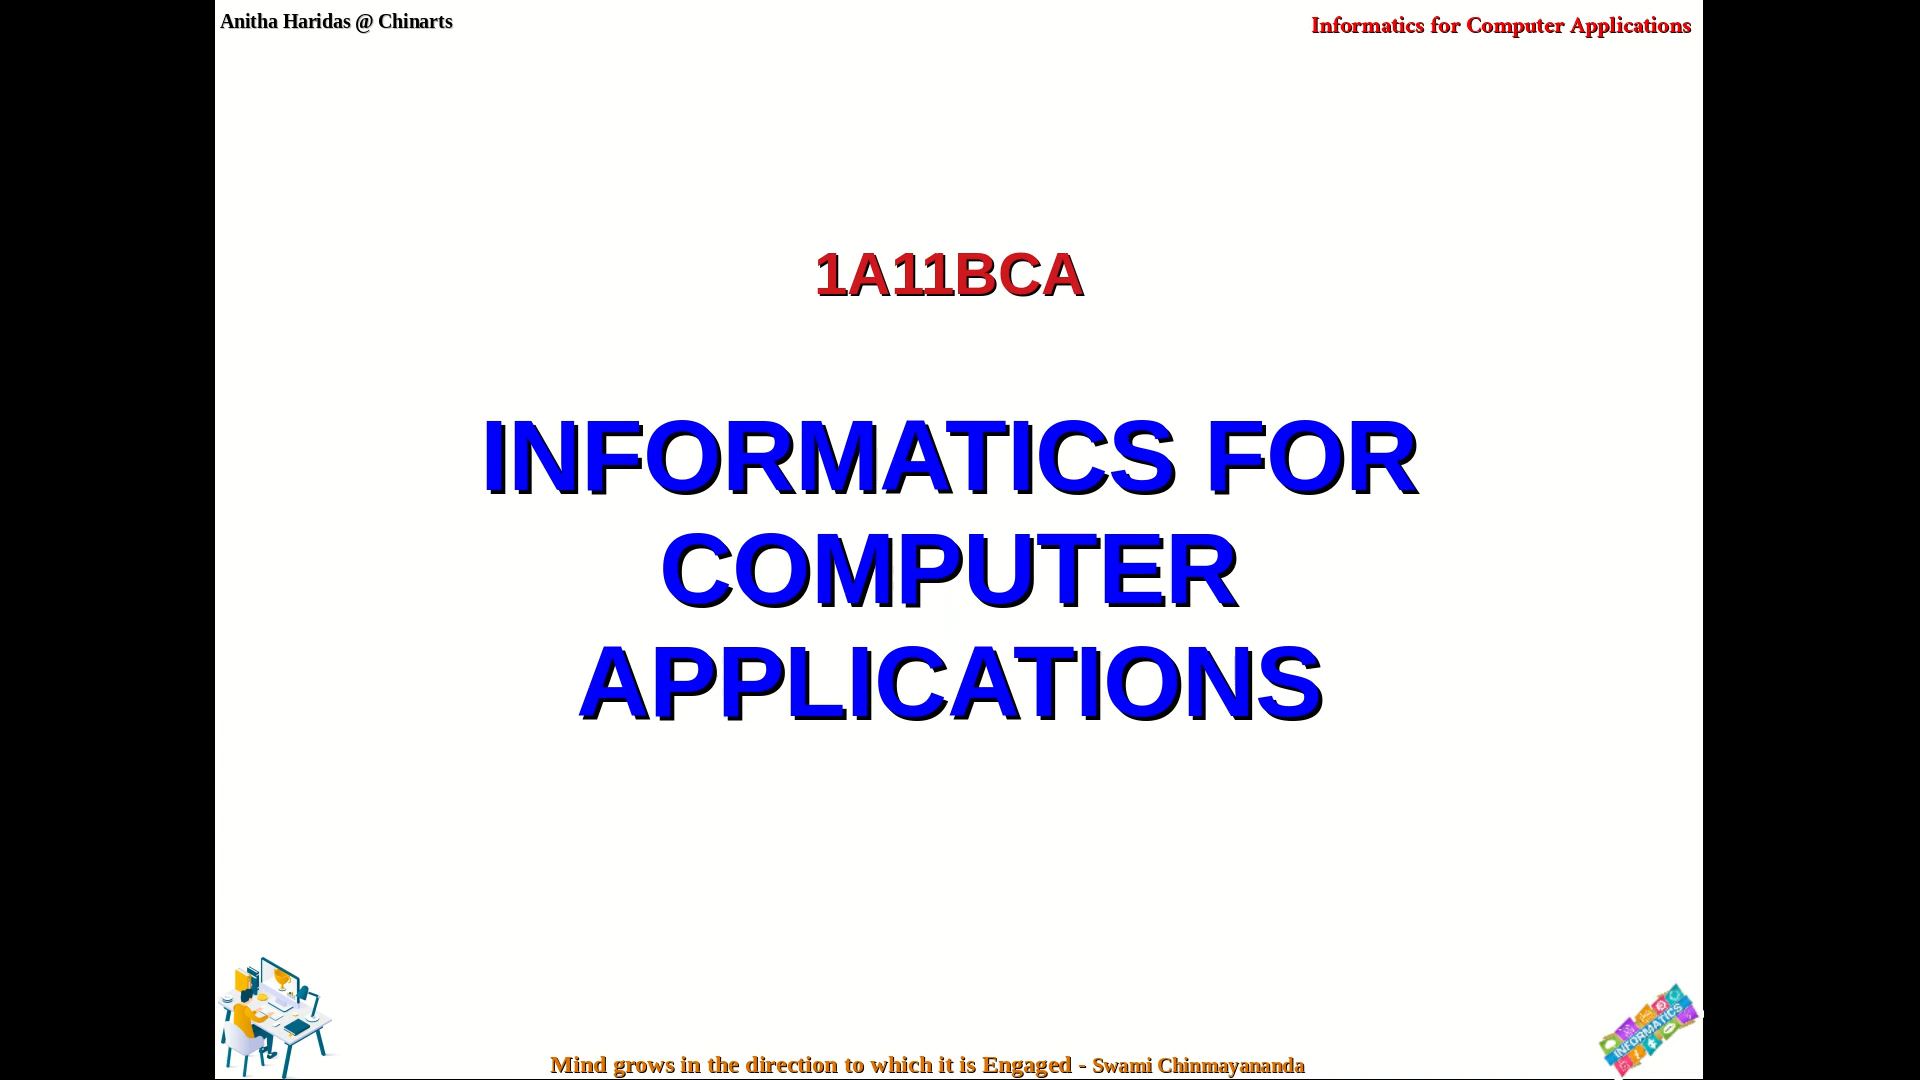 Anitha Haridas @ Chinarts
Informatics for Computer Applications
1A11BCA
INFORMATICS FOR
COMPUTER
APPLICATIONS
INFORMATICS
Mind grows in the direction to which it is Engaged - Swami Chinmayananda